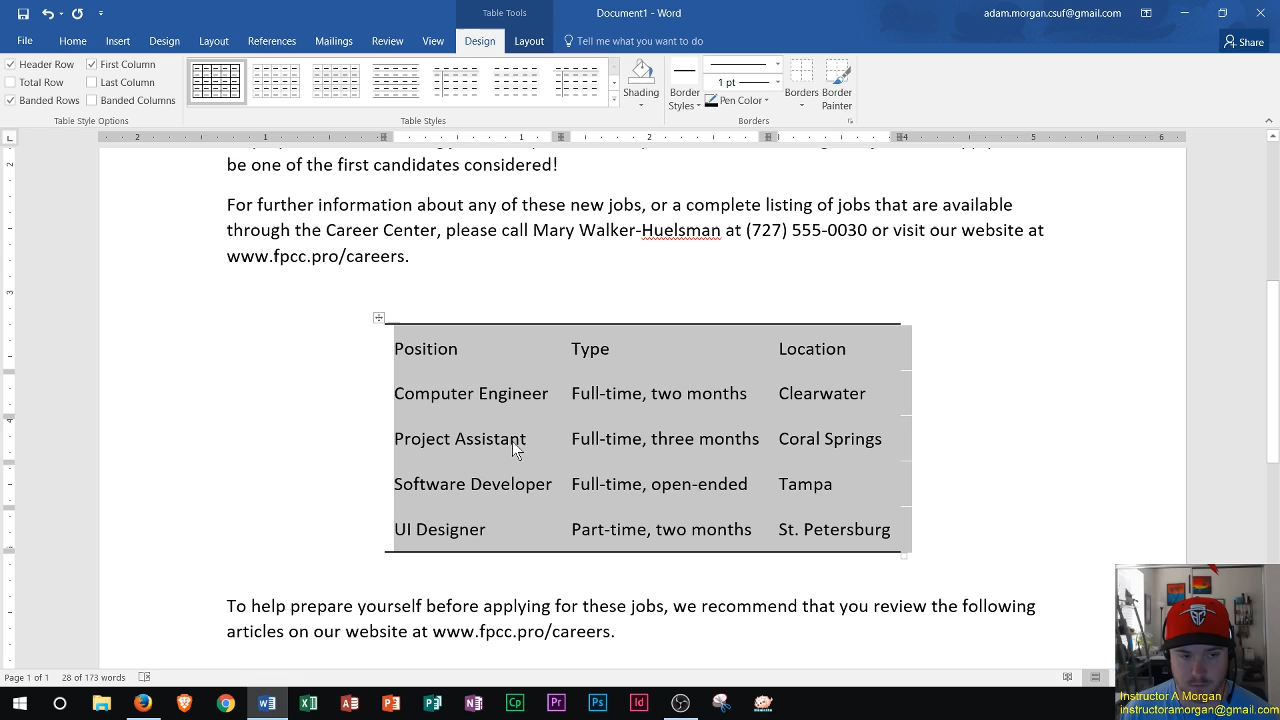 Table Tools
Document1 - Word
adam.morgan.csuf@gmail.com
File
Home
Insert
Design
Layout
References
Mailings
Review
View
Design
Layout
Tell me what you want to do
Share
Header Row
First Column
Total Row
Last Column
Banded Rows
Banded Columns
Table Style Options
Table Styles
Shading
Border
Styles
1 pt
Pen Color
Borders
Border
Painter
Borders
2 1 1 2 3 4 5 6
be one of the first candidates considered!
For further information about any of these new jobs, or a complete listing of jobs that are available
through the Career Center, please call Mary Walker-Huelsman at (727) 555-0030 or visit our website at
www.fpcc.pro/careers.
Position Type Location
Computer Engineer Full-time, two months Clearwater
Project Assistant Full-time, three months Coral Springs
Software Developer Full-time, open-ended Tampa
UI Designer Part-time, two months St. Petersburg
To help prepare yourself before applying for these jobs, we recommend that you review the following
articles on our website at www.fpcc.pro/careers.
Page 1 of 1
28 of 173 words
Instructor A Morgan
instructoramorgan@gmail.com